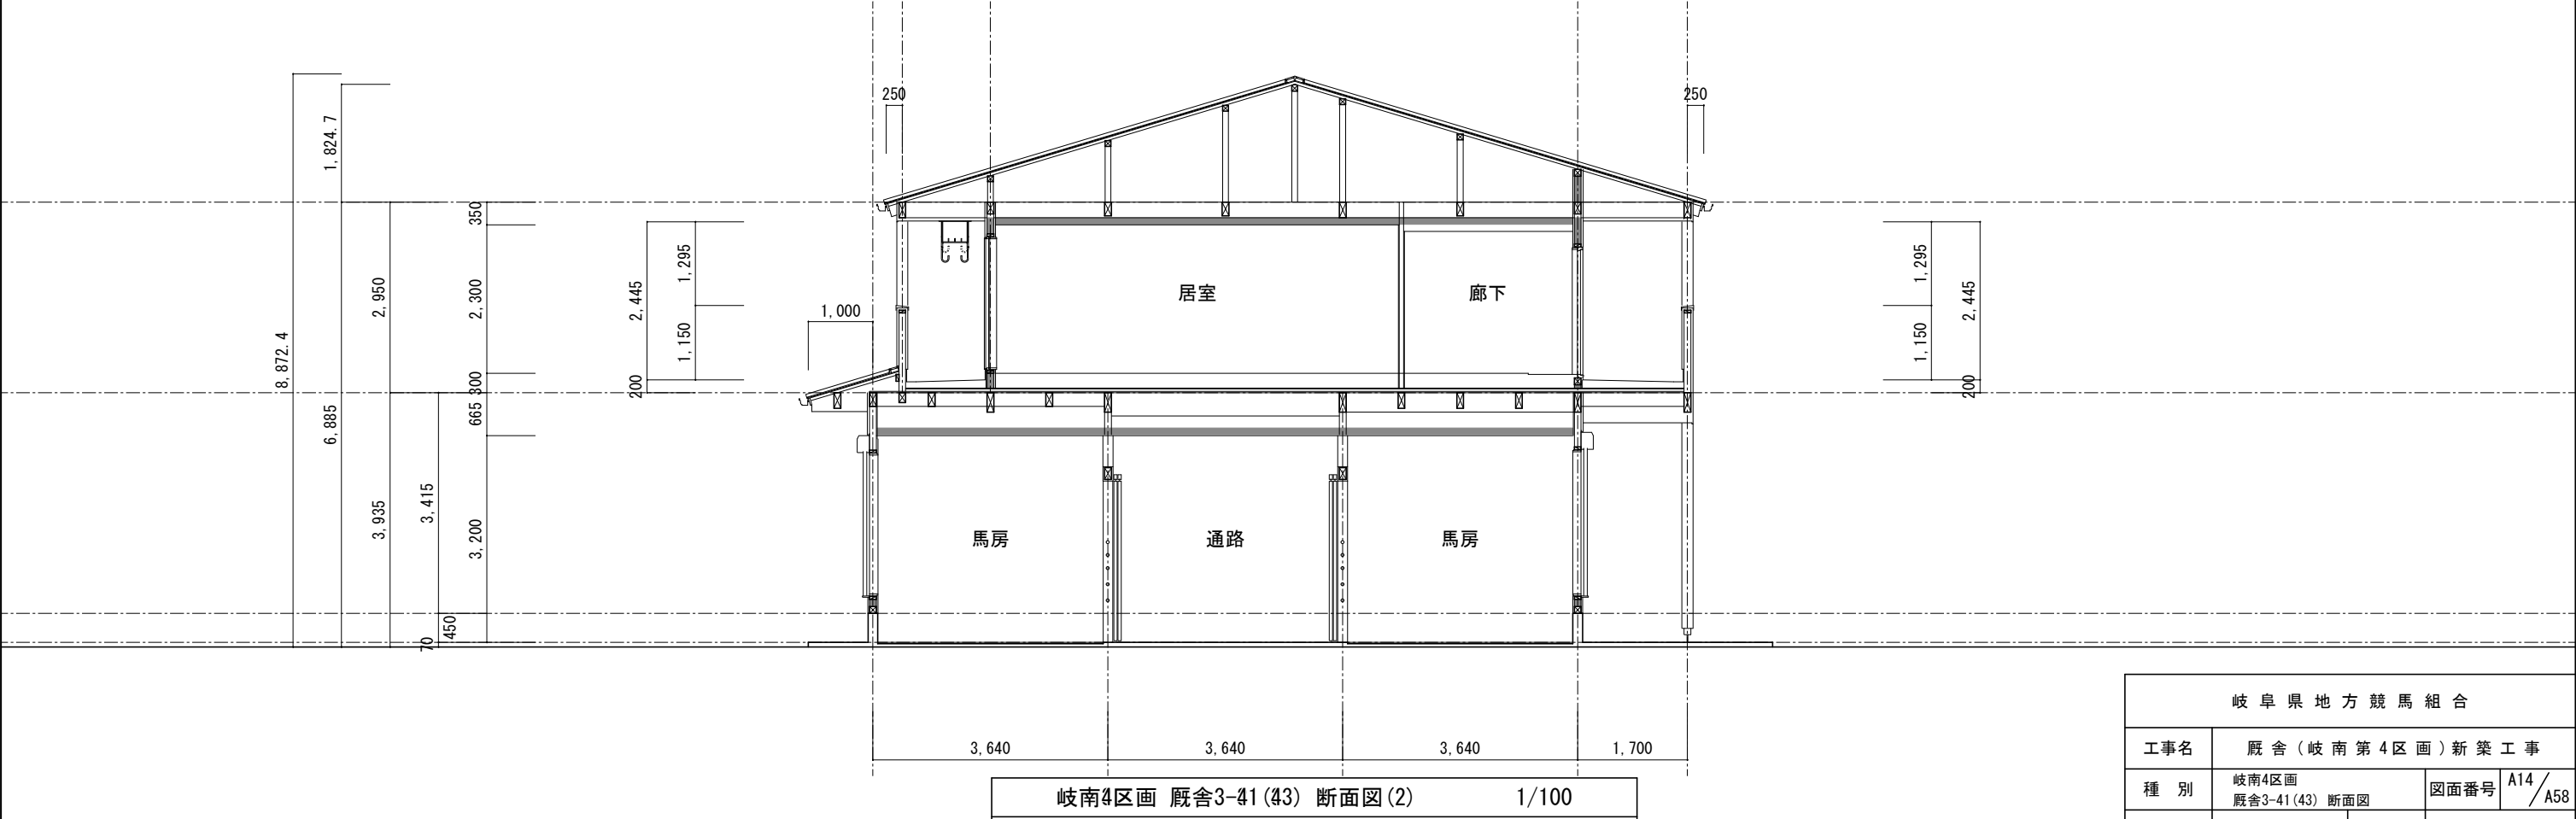 250
250
1,824.7
350
2,950
2,300
2,445
1,295
1,150
200
8,872.4
6,885
300
665
3,935
3,415
3,200
450
70
1,000
居室
廊下
1,295
2,445
1,150
200
馬房
通路
馬房
3,640
3,640
3,640
1,700
岐南4区画 厩舎3-41(43) 断面図(2) 1/100
岐阜県地方競馬組合
工事名 厩舎(岐南第4区画)新築工事
種別 岐南4区画
厩舎3-41(43) 断面図
図面番号 A14/A58